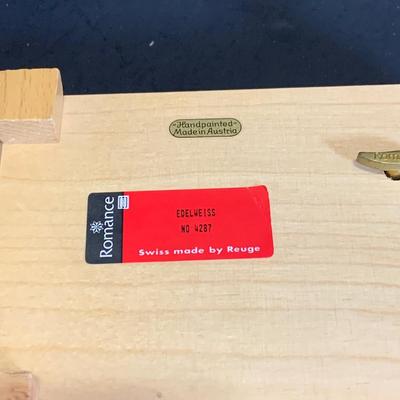 -Handpainted-
Made in Austria
Romance
EDELWEISS
NO 4287
Swiss made by Reuge